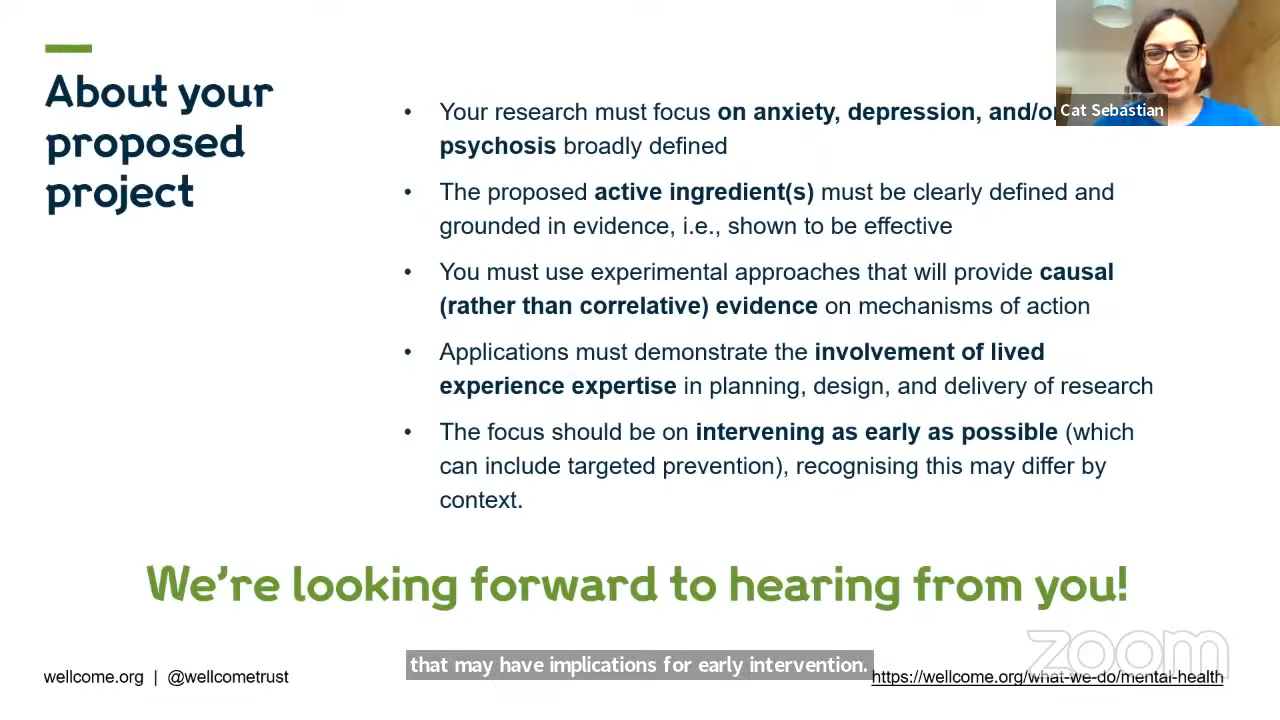 About your
proposed
project
• Your research must focus on anxiety, depression, and/or
psychosis broadly defined
• The proposed active ingredient(s) must be clearly defined and
grounded in evidence, i.e., shown to be effective
• You must use experimental approaches that will provide causal
(rather than correlative) evidence on mechanisms of action
• Applications must demonstrate the involvement of lived
experience expertise in planning, design, and delivery of research
• The focus should be on intervening as early as possible (which
can include targeted prevention), recognising this may differ by
context.
Cat Sebastian
We're looking forward to hearing from you!
zoom
that may have implications for early intervention.
wellcome.org | @wellcometrust
https://wellcome.org/what-we-do/mental-health